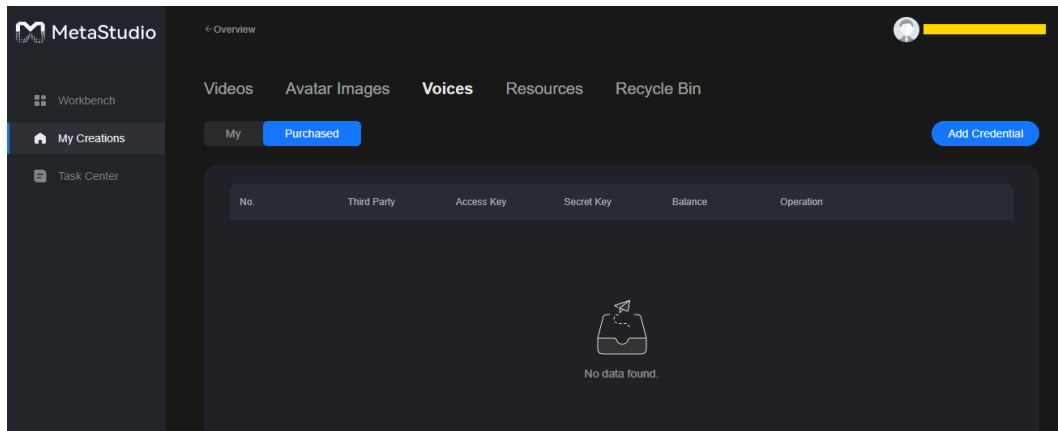 MetaStudio
← Overview
Workbench
My Creations
Task Center
Videos Avatar Images Voices Resources Recycle Bin
My Purchased Add Credential
No. Third Party Access Key Secret Key Balance Operation
No data found.